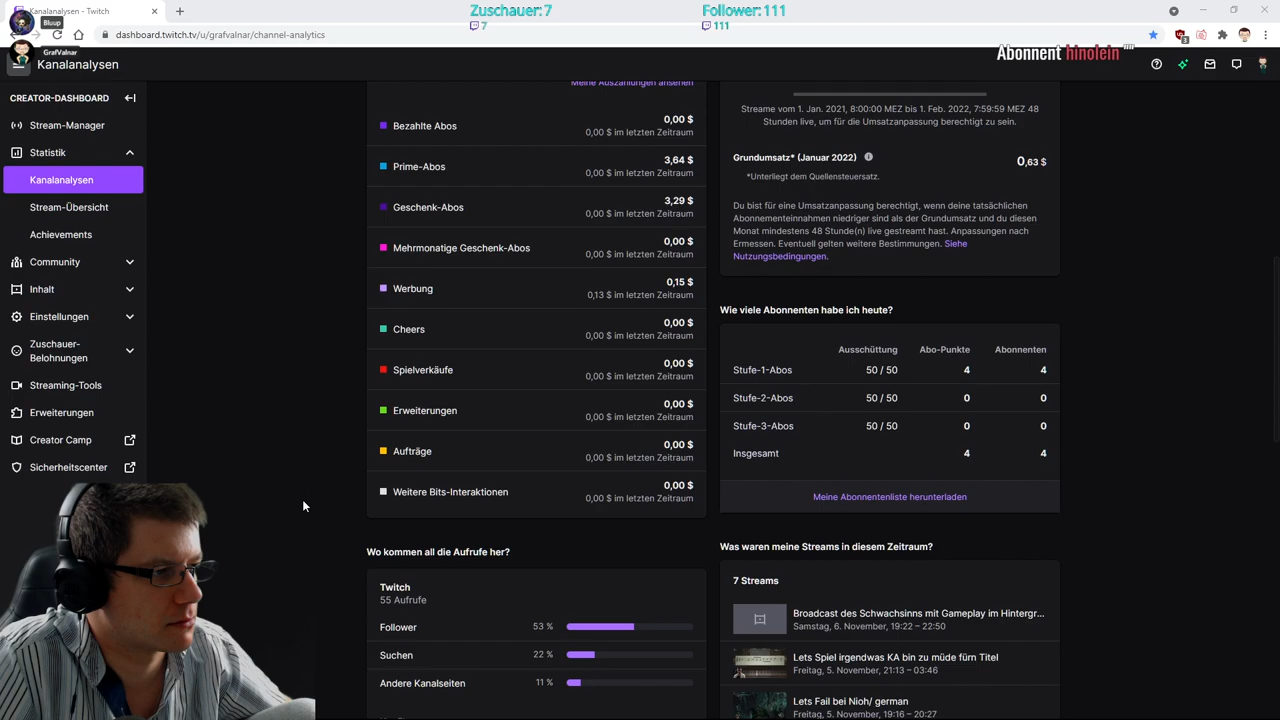 Kanalanalysen - Twitch
Zuschauer:7
7
Follower:111
111
Bluup
dashboard.twitch.tv/u/grafvalnar/channel-analytics
3
GrafValnar
Kanalanalysen
Abonnent hinolein
CREATOR-DASHBOARD
Stream-Manager
Statistik
Kanalanalysen
Stream-Übersicht
Achievements
Community
Inhalt
Einstellungen
Zuschauer-
Belohnungen
Streaming-Tools
Erweiterungen
Creator Camp
Sicherheitscenter
Meine Auszahlungen ansehen
Bezahlte Abos
0,00 $
0,00 $ im letzten Zeitraum
Prime-Abos
3,64 $
0,00 $ im letzten Zeitraum
Geschenk-Abos
3,29 $
0,00 $ im letzten Zeitraum
Mehrmonatige Geschenk-Abos
0,00 $
0,00 $ im letzten Zeitraum
Werbung
0,15 $
0,13 $ im letzten Zeitraum
Cheers
0,00 $
0,00 $ im letzten Zeitraum
Spielverkäufe
0,00 $
0,00 $ im letzten Zeitraum
Erweiterungen
0,00 $
0,00 $ im letzten Zeitraum
Aufträge
0,00 $
0,00 $ im letzten Zeitraum
Weitere Bits-Interaktionen
0,00 $
0,00 $ im letzten Zeitraum
Wo kommen all die Aufrufe her?
Twitch
55 Aufrufe
Follower 53 %
Suchen 22 %
Andere Kanalseiten 11 %
Streame vom 1. Jan. 2021, 8:00:00 MEZ bis 1. Feb. 2022, 7:59:59 MEZ 48
Stunden live, um für die Umsatzanpassung berechtigt zu sein.
Grundumsatz* (Januar 2022)
0,63 $
*Unterliegt dem Quellensteuersatz.
Du bist für eine Umsatzanpassung berechtigt, wenn deine tatsächlichen
Abonnementeinnahmen niedriger sind als der Grundumsatz und du diesen
Monat mindestens 48 Stunde(n) live gestreamt hast. Anpassungen nach
Ermessen. Eventuell gelten weitere Bestimmungen. Siehe
Nutzungsbedingungen.
Wie viele Abonnenten habe ich heute?
Ausschüttung Abo-Punkte Abonnenten
Stufe-1-Abos 50 / 50 4 4
Stufe-2-Abos 50 / 50 0 0
Stufe-3-Abos 50 / 50 0 0
Insgesamt 4 4
Meine Abonnentenliste herunterladen
Was waren meine Streams in diesem Zeitraum?
7 Streams
Broadcast des Schwachsinns mit Gameplay im Hintergr...
Samstag, 6. November, 19:22 – 22:50
Lets Spiel irgendwas KA bin zu müde fürn Titel
Freitag, 5. November, 21:13 – 03:46
Lets Fail bei Nioh/ german
Freitag, 5. November, 19:16 – 20:27